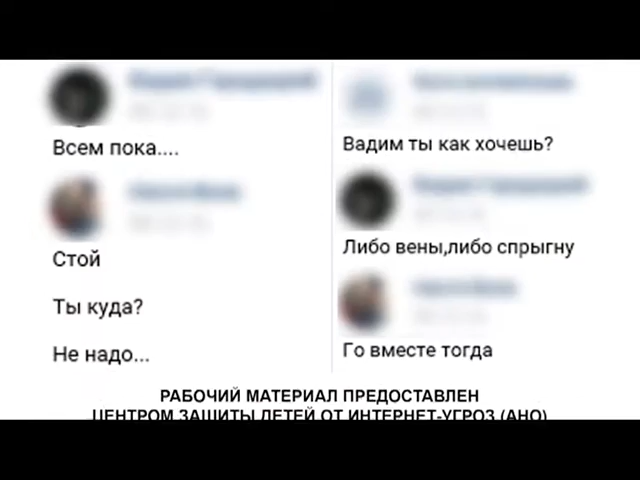 Всем пока....
Стой
Ты куда?
Не надо...
Вадим ты как хочешь?
Либо вены,либо спрыгну
Го вместе тогда
РАБОЧИЙ МАТЕРИАЛ ПРЕДОСТАВЛЕН
ЦЕНТРОМ ЗАЩИТЫ ДЕТЕЙ ОТ ИНТЕРНЕТ-УГРОЗ (АНО)